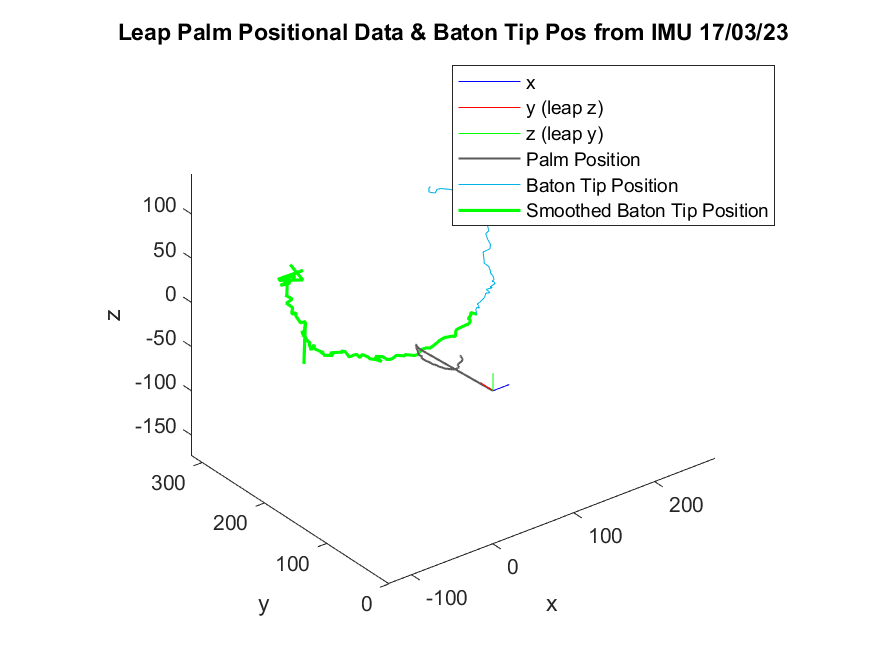 Leap Palm Positional Data & Baton Tip Pos from IMU 17/03/23
x
y (leap z)
z (leap y)
Palm Position
Baton Tip Position
Smoothed Baton Tip Position
100
50
0
-50
-100
-150
z
300
200
100
0
y
-100
0
100
200
x